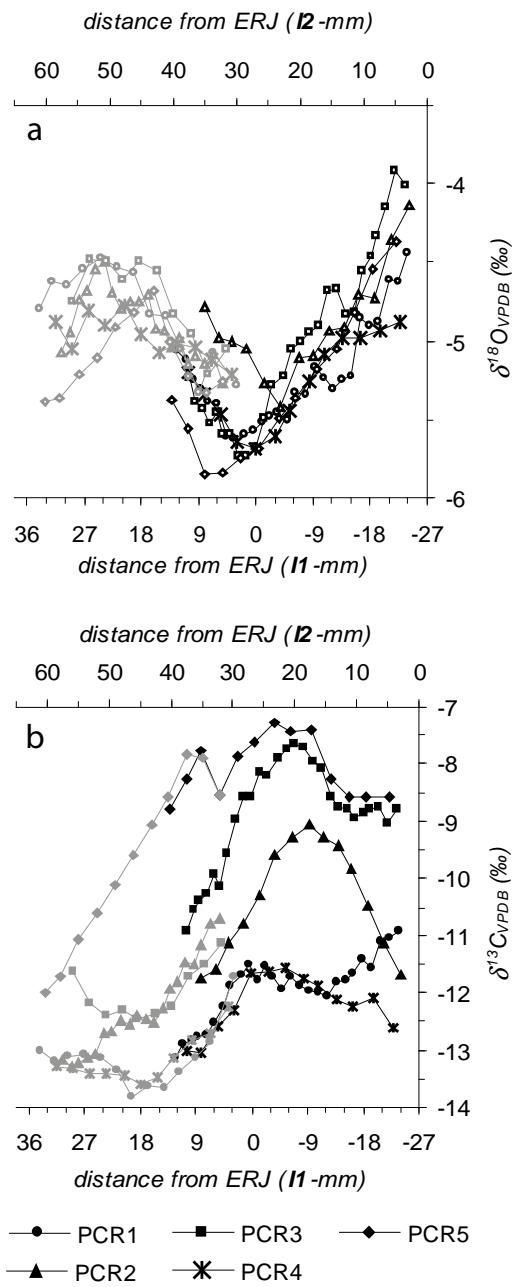 distance from ERJ (I2-mm)
60 50 40 30 20 10 0
a
-4
-5
-6
δ18OVPDB (‰)
36 27 18 9 0 -9 -18 -27
distance from ERJ (I1-mm)
distance from ERJ (I2-mm)
60 50 40 30 20 10 0
b
-7
-8
-9
-10
-11
-12
-13
-14
δ13CVPDB (‰)
36 27 18 9 0 -9 -18 -27
distance from ERJ (I1-mm)
PCR1 PCR3 PCR5
PCR2 PCR4